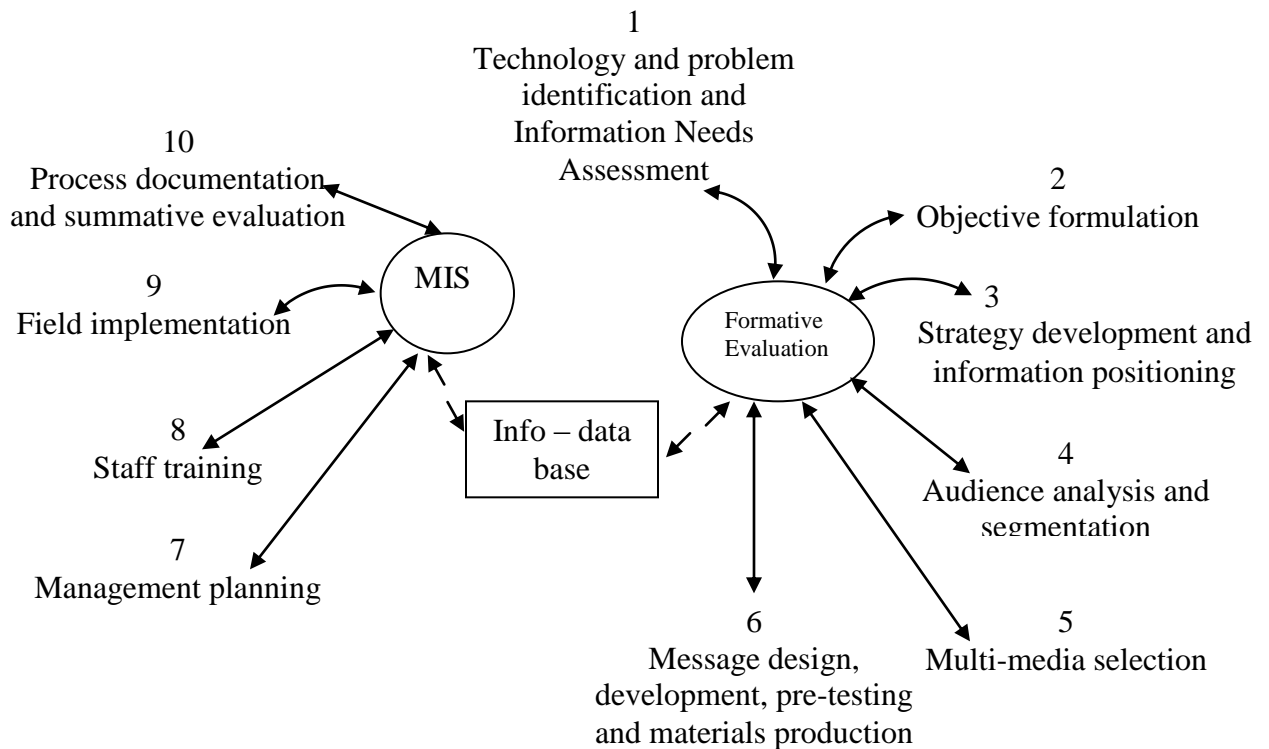 1
Technology and problem
identification and
Information Needs
Assessment
2
Objective formulation
3
Strategy development and
information positioning
4
Audience analysis and
segmentation
5
Multi-media selection
6
Message design,
development, pre-testing
and materials production
7
Management planning
8
Staff training
9
Field implementation
10
Process documentation
and summative evaluation
MIS
Formative
Evaluation
Info – data
base